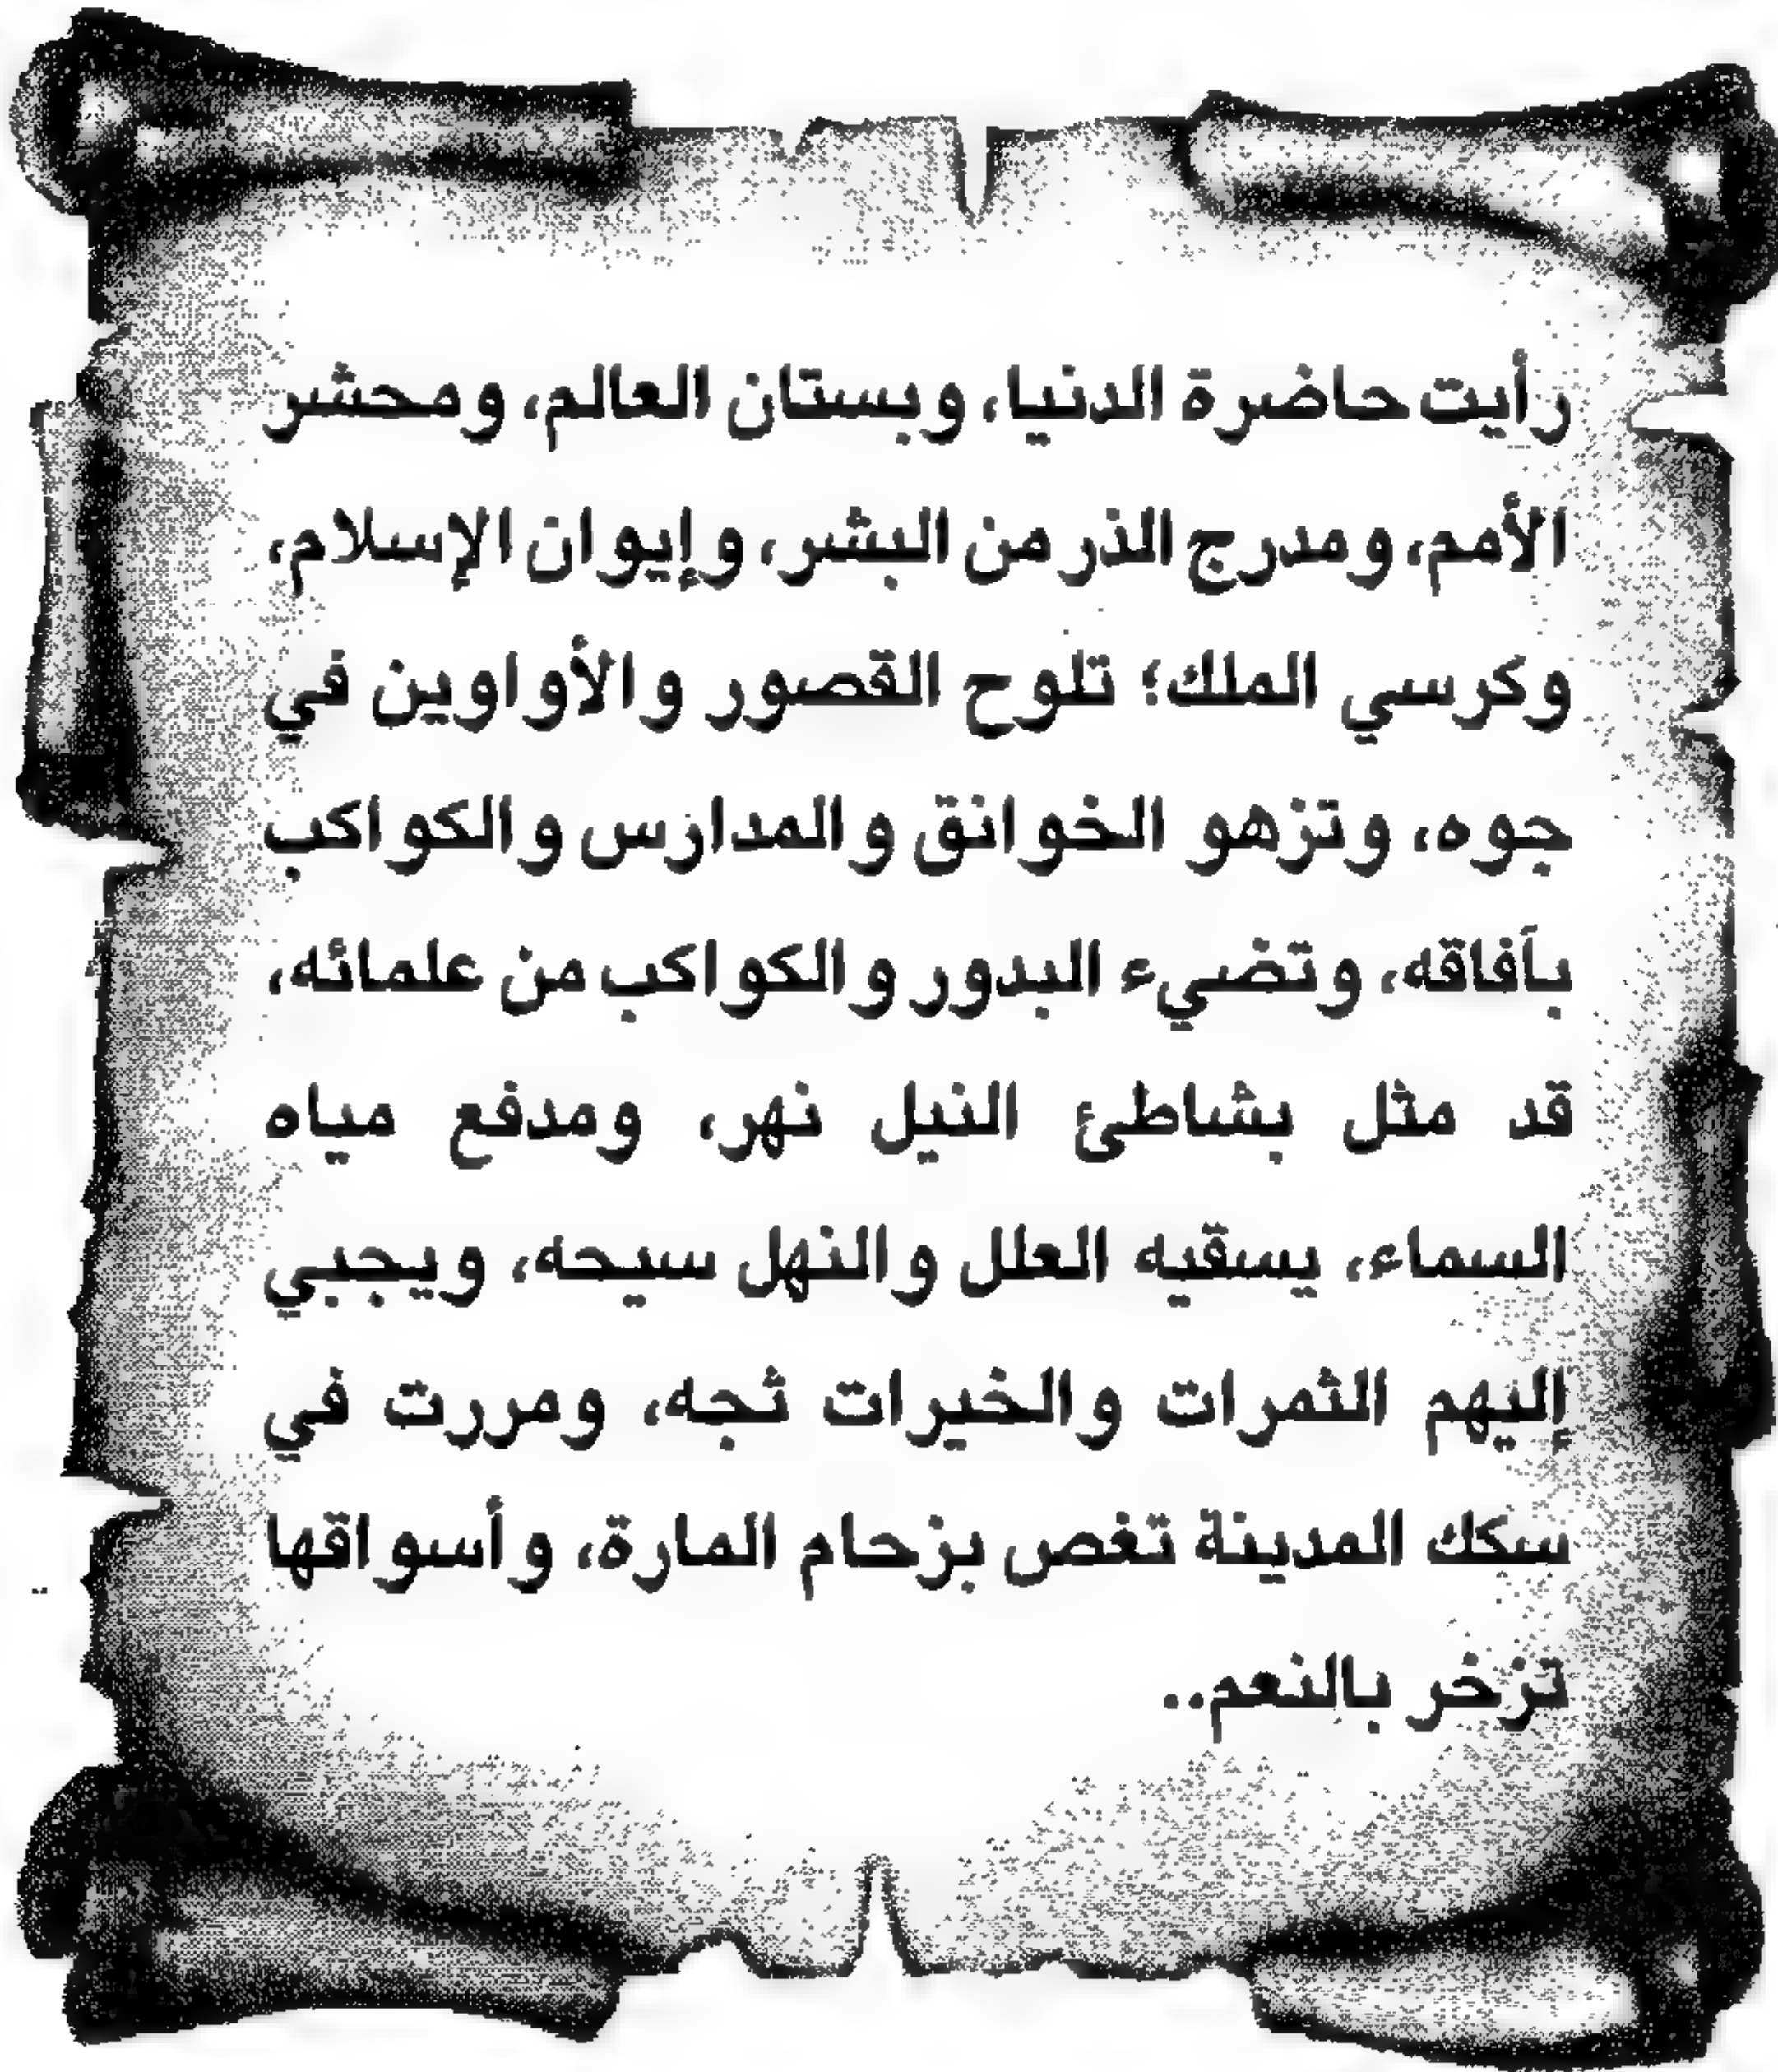 رأيت حاضرة الدنيا، وبستان العالم، ومحشر
الأمم، ومدرج الذر من البشر، وإيوان الإسلام،
وكرسي الملك؛ تلوح القصور والأواوين في
جوه، وتزهو الخوانق والمدارس والكواكب
بآفاقه، وتضيء البدور والكواكب من علمائه،
قد مثل بشاطئ النيل نهر، ومدفع مياه
السماء، يسقيه العلل والنهل سيحه، ويجبي
إليهم الثمرات والخيرات ثجه، ومررت في
سكك المدينة تغص بزحام المارة، وأسواقها
تزخر بالنعم..